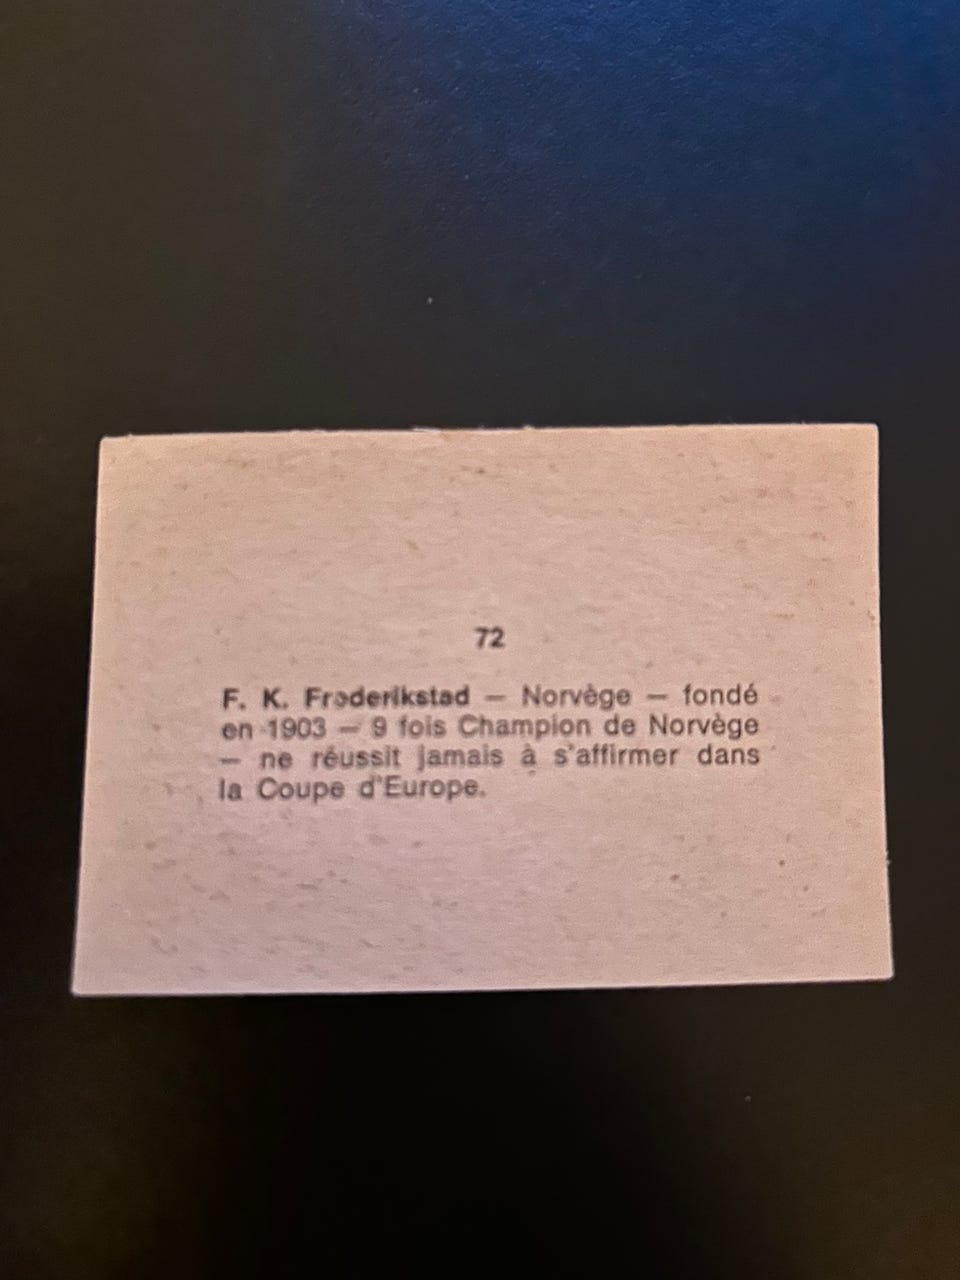 72
F. K. Frederikstad — Norvège — fondé
en 1903 — 9 fois Champion de Norvège
— ne réussit jamais à s'affirmer dans
la Coupe d'Europe.